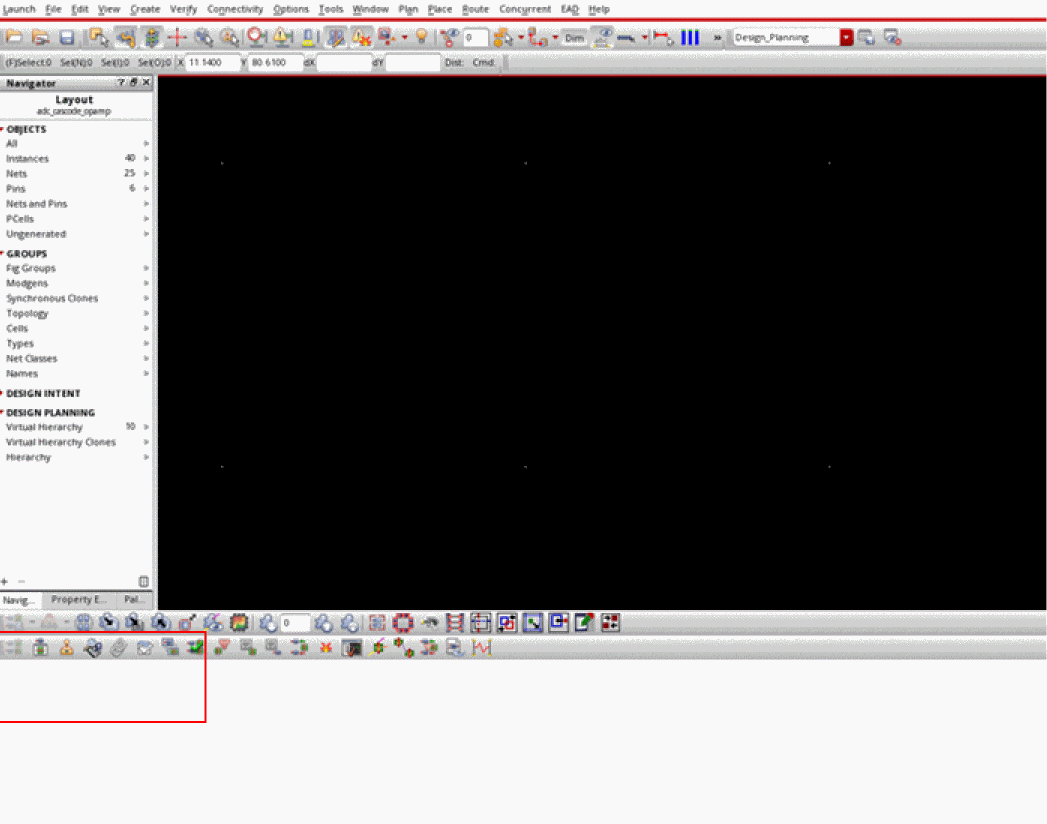 Launch File Edit View Create Verify Connectivity Options Tools Window Plan Place Route Concurrent EAD Help
0 Dim » Design_Planning
(F)Select:0 Sel(N):0 Sel(I):0 Sel(O):0 X 11.1400 Y 80.6100 dX dY Dist: Cmd:
Navigator ?
Layout
adc_cascode_opamp
OBJECTS
All
Instances 40
Nets 25
Pins 6
Nets and Pins
PCells
Ungenerated
GROUPS
Fig Groups
Modgens
Synchronous Clones
Topology
Cells
Types
Net Classes
Names
DESIGN INTENT
DESIGN PLANNING
Virtual Hierarchy 10
Virtual Hierarchy Clones
Hierarchy
+ −
Navig... Property E... Pal...
0